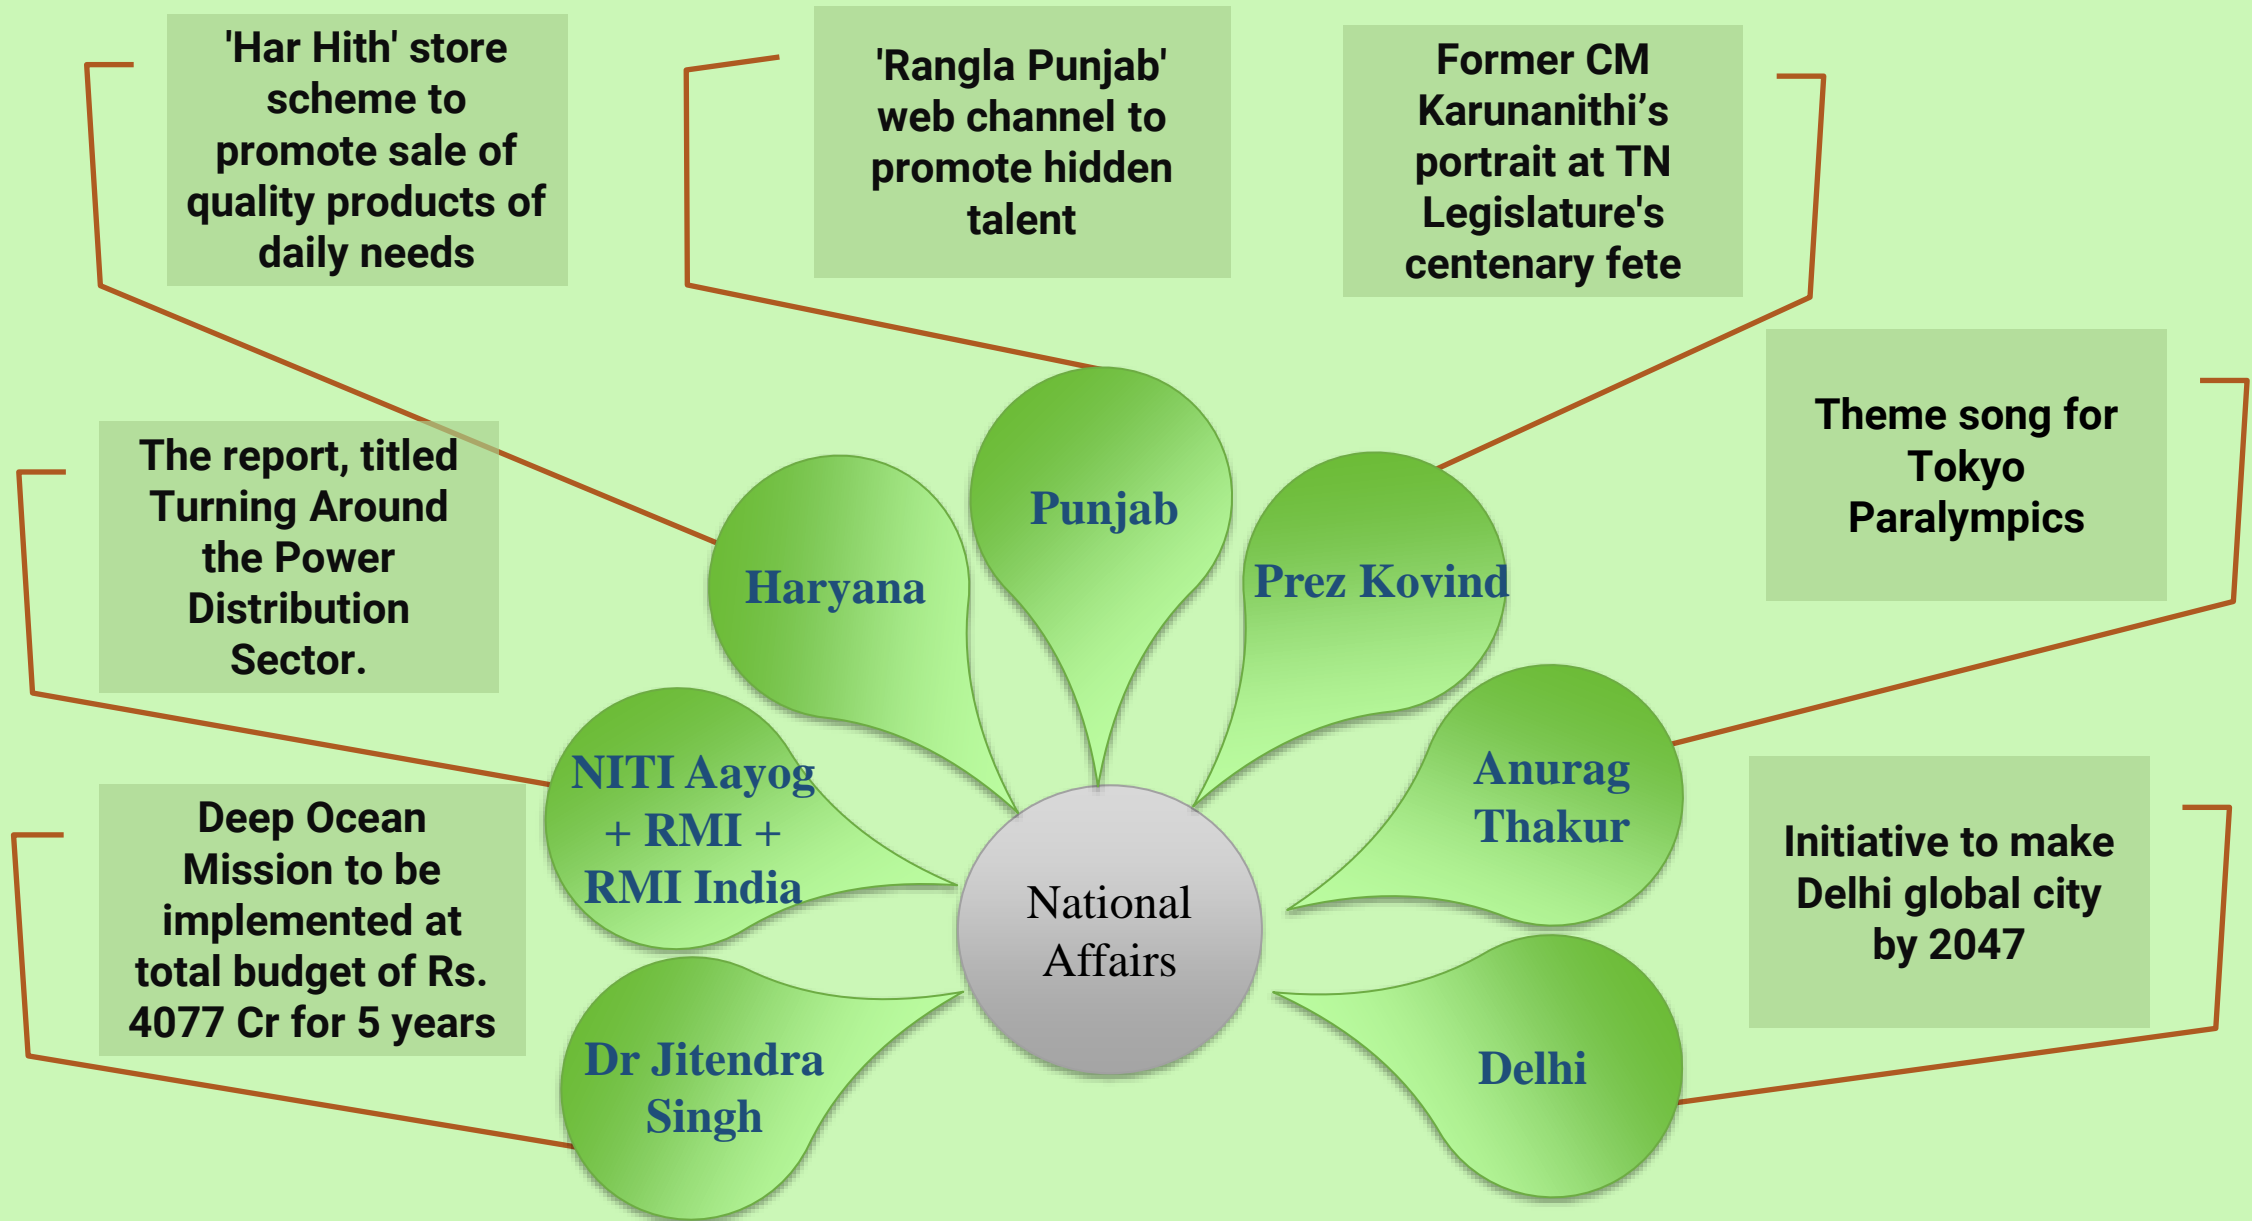 'Har Hith' store
scheme to
promote sale of
quality products of
daily needs
'Rangla Punjab'
web channel to
promote hidden
talent
Former CM
Karunanithi’s
portrait at TN
Legislature's
centenary fete
Theme song for
Tokyo
Paralympics
The report, titled
Turning Around
the Power
Distribution
Sector.
Punjab
Haryana
Prez Kovind
NITI Aayog
+ RMI +
RMI India
Anurag
Thakur
Deep Ocean
Mission to be
implemented at
total budget of Rs.
4077 Cr for 5 years
Initiative to make
Delhi global city
by 2047
National
Affairs
Dr Jitendra
Singh
Delhi